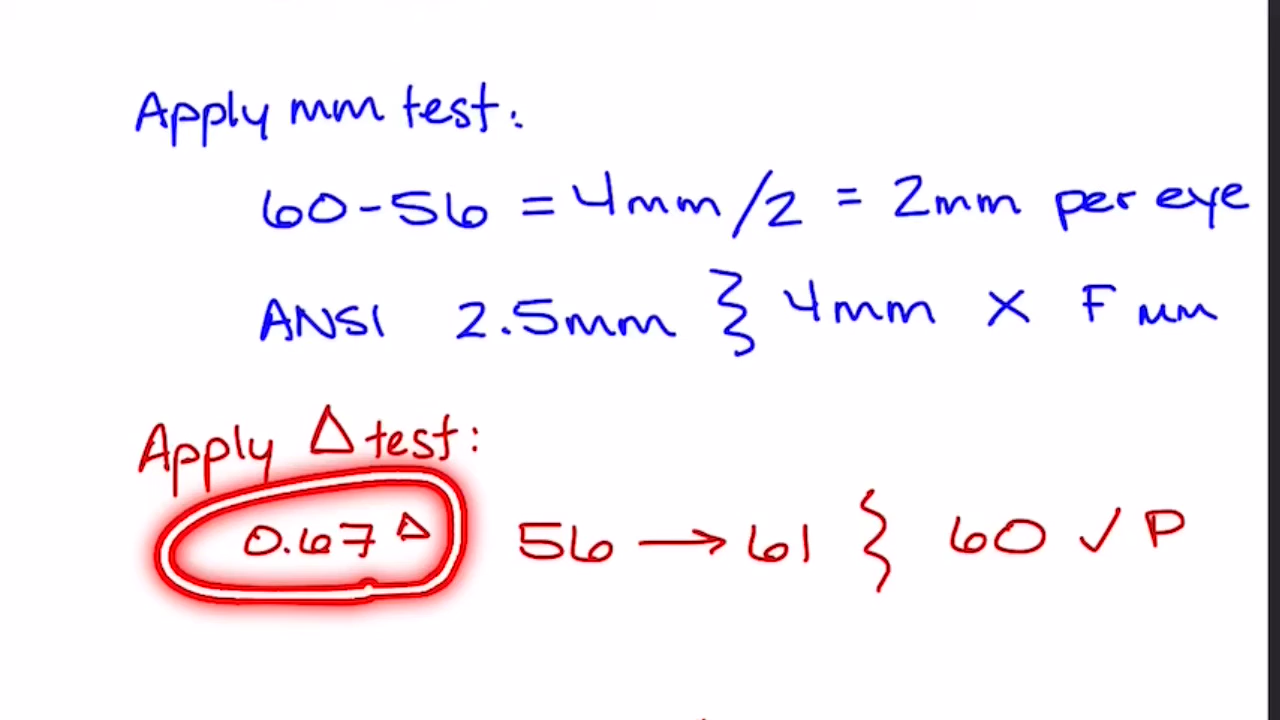 Apply mm test:
60-56 = 4mm/2 = 2mm per eye
ANSI 2.5mm } 4mm X F mm
Apply Δ test:
0.67 Δ 56 → 61 } 60 ✓ P